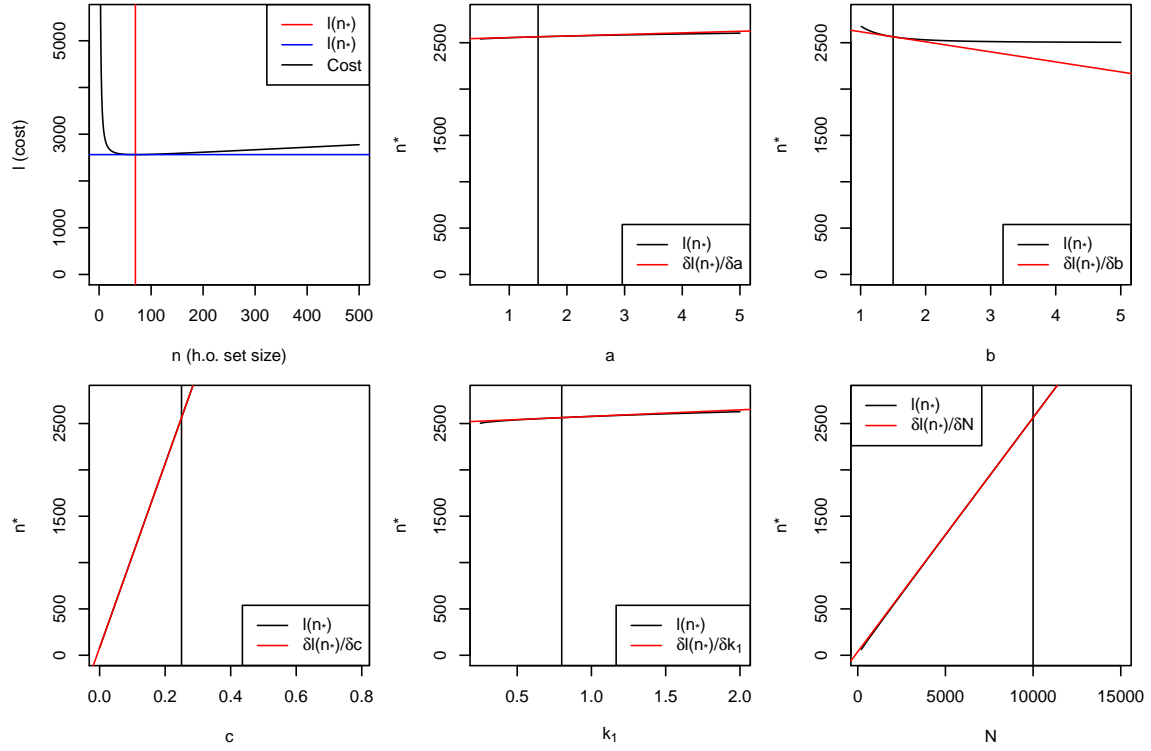 l (cost)
0
1000
3000
5000
0
100
200
300
400
500
n (h.o. set size)
l(n*)
l(n*)
Cost
n*
0
500
1500
2500
1
2
3
4
5
a
l(n*)
δl(n*)/δa
n*
0
500
1500
2500
1
2
3
4
5
b
l(n*)
δl(n*)/δb
n*
0
500
1500
2500
0.0
0.2
0.4
0.6
0.8
c
l(n*)
δl(n*)/δc
n*
0
500
1500
2500
0.5
1.0
1.5
2.0
k₁
l(n*)
δl(n*)/δk₁
n*
0
500
1500
2500
0
5000
10000
15000
N
l(n*)
δl(n*)/δN